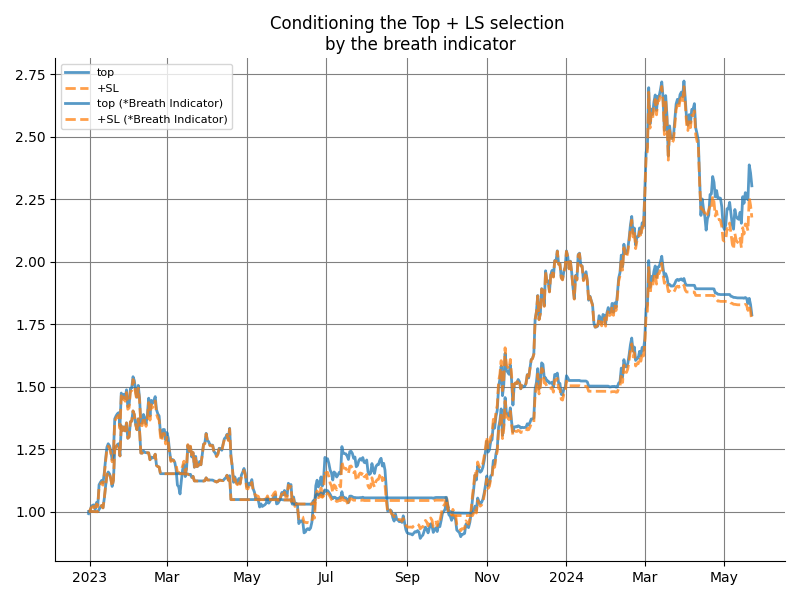 Conditioning the Top + LS selection
by the breath indicator
top
+SL
top (*Breath Indicator)
+SL (*Breath Indicator)
2.75
2.50
2.25
2.00
1.75
1.50
1.25
1.00
2023
Mar
May
Jul
Sep
Nov
2024
Mar
May